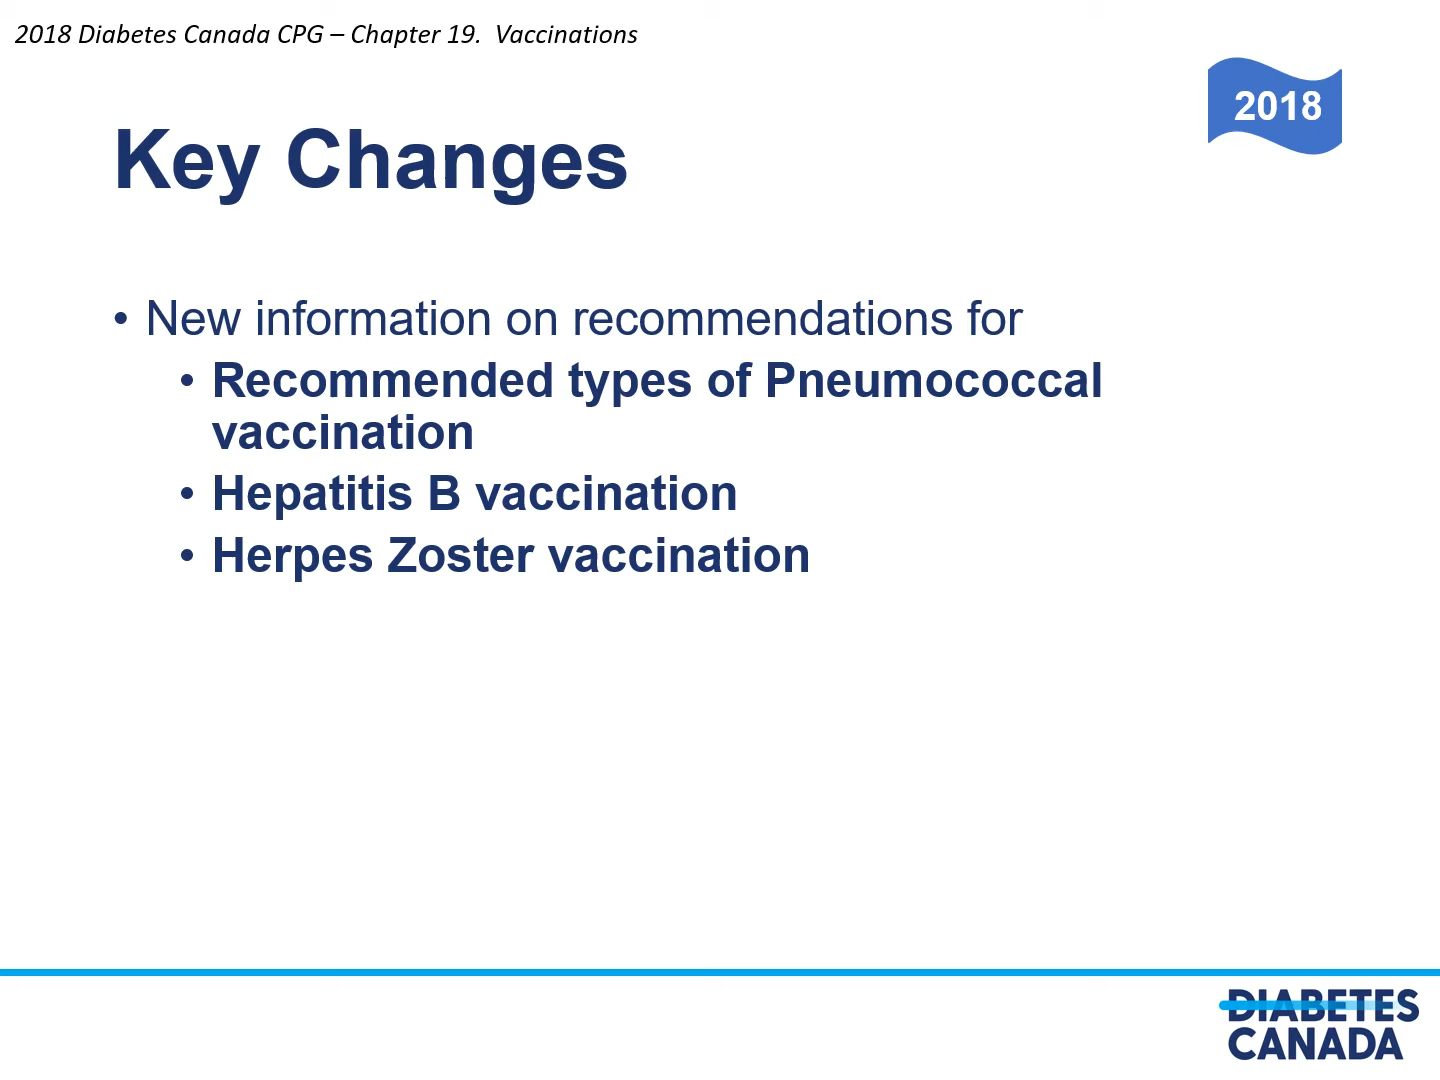 2018 Diabetes Canada CPG – Chapter 19.  Vaccinations
2018
Key Changes
• New information on recommendations for
• Recommended types of Pneumococcal
vaccination
• Hepatitis B vaccination
• Herpes Zoster vaccination
DIABETES
CANADA